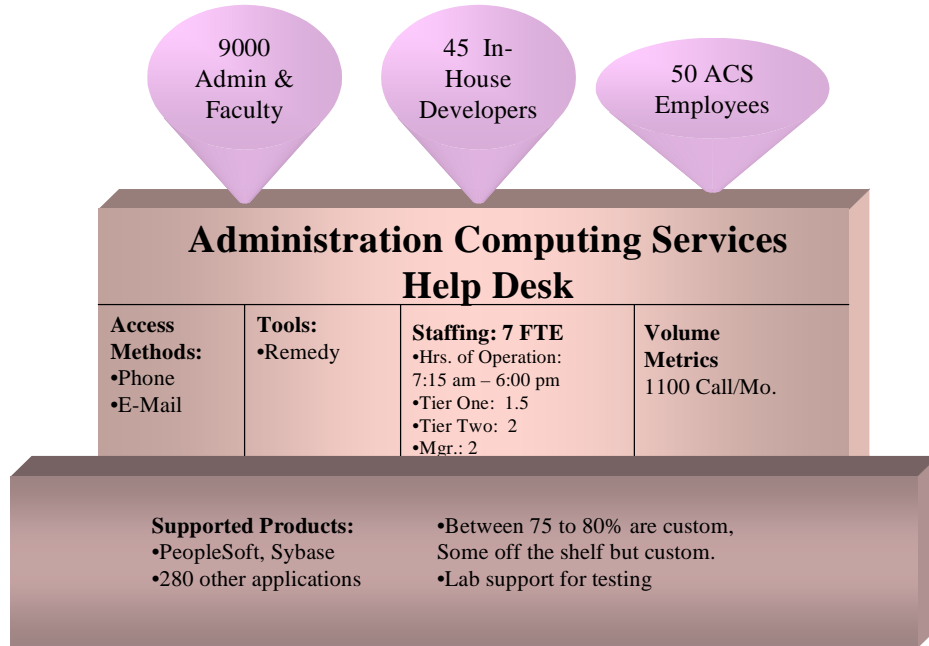 9000
Admin &
Faculty
45 In-
House
Developers
50 ACS
Employees
Administration Computing Services
Help Desk
Access
Methods:
•Phone
•E-Mail
Tools:
•Remedy
Staffing: 7 FTE
•Hrs. of Operation:
7:15 am – 6:00 pm
•Tier One: 1.5
•Tier Two: 2
•Mgr.: 2
Volume
Metrics
1100 Call/Mo.
Supported Products:
•PeopleSoft, Sybase
•280 other applications
•Between 75 to 80% are custom,
Some off the shelf but custom.
•Lab support for testing